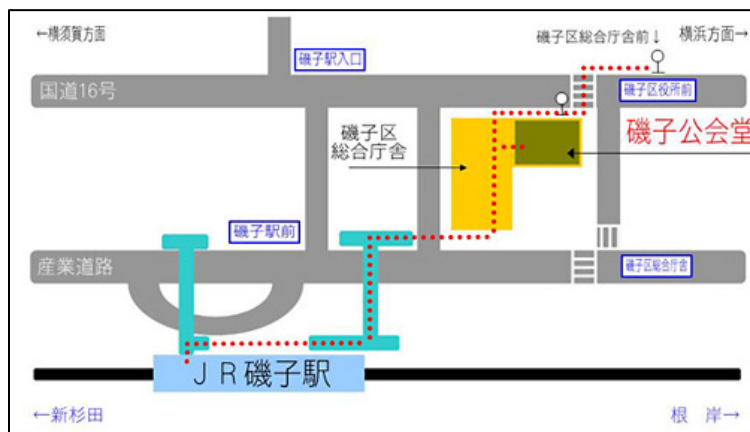 ←横須賀方面
磯子区総合庁舎前↓
横浜方面→
磯子駅入口
国道16号
磯子区役所前
磯子区
総合庁舎
磯子公会堂
磯子駅前
産業道路
磯子区総合庁舎
JR磯子駅
←新杉田
根 岸→